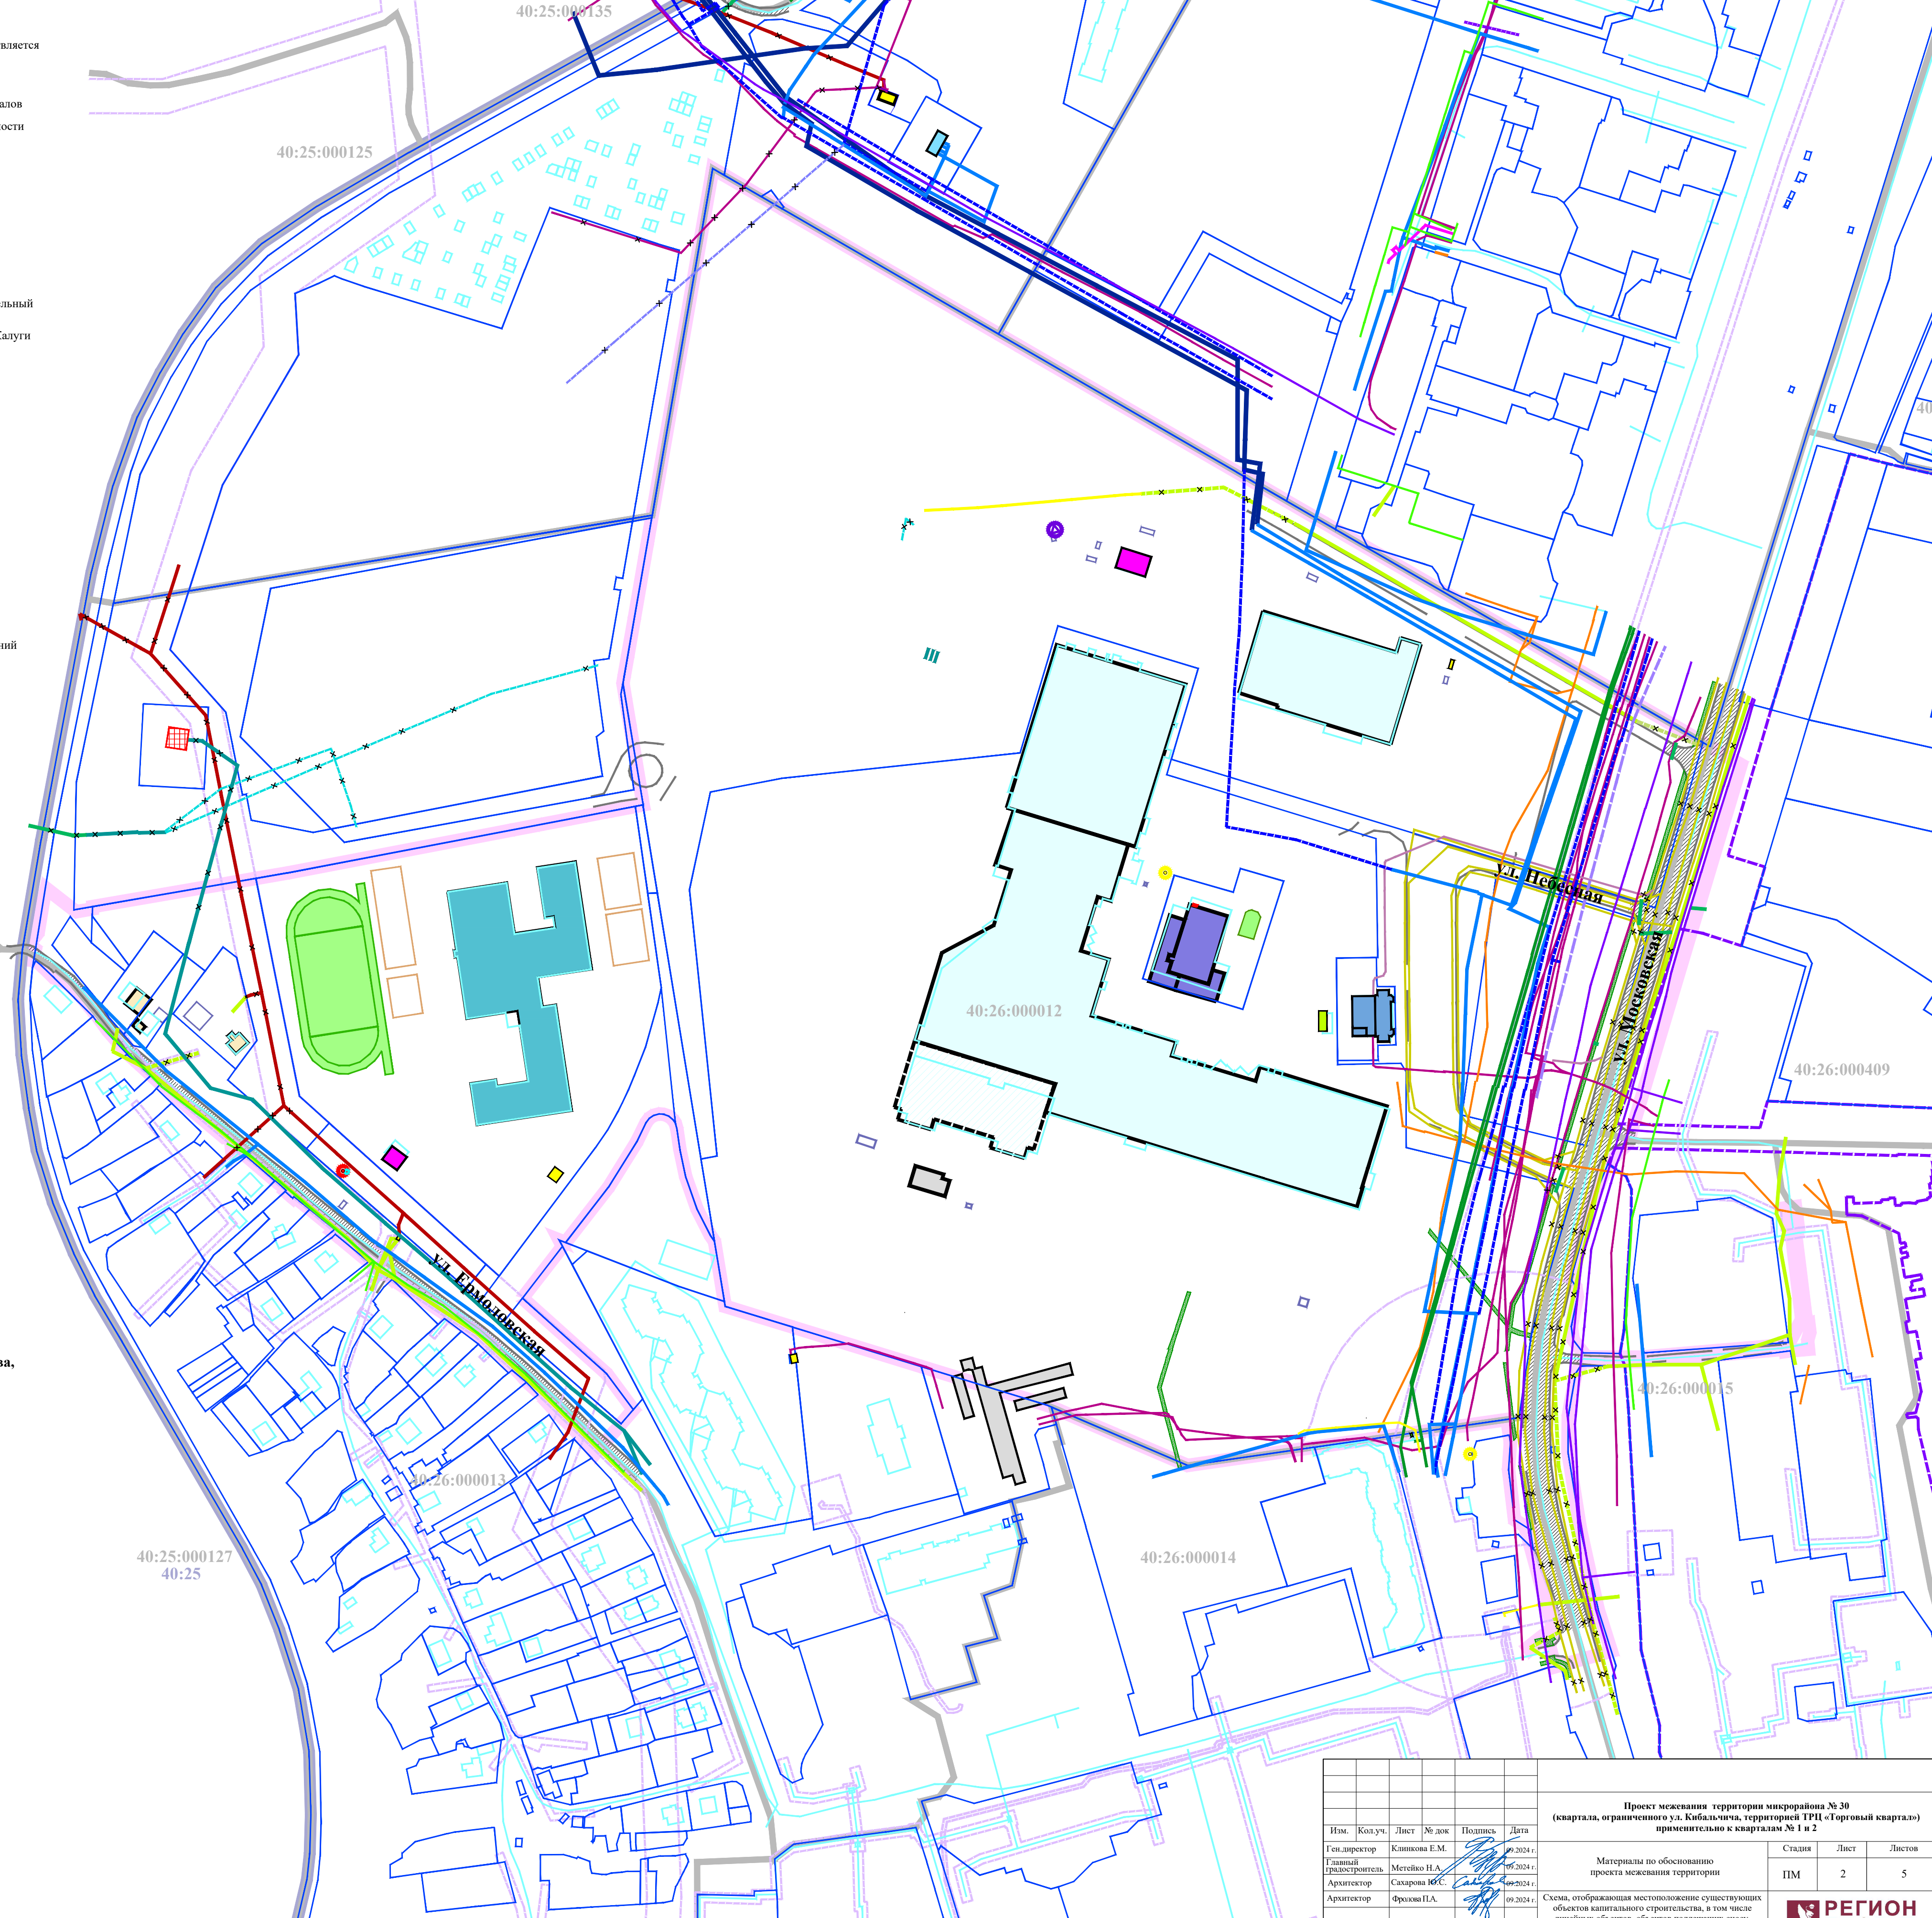 40:25:000135
вляется
алов
ности
40:25:000125
ельный
Калуги
40
ний
ул. Небесная
ул. Московская
40:26:000012
40:26:000409
ул. Ермоловская
ва,
40:26:000015
40:26:000013
40:25:000127
40:25
40:26:000014
Проект межевания территории микрорайона № 30
(квартала, ограниченного ул. Кибальчича, территорией ТРЦ «Торговый квартал»)
применительно к кварталам № 1 и 2
Изм. Кол.уч. Лист № док Подпись Дата
Ген.директор Клинкова Е.М. 09.2024 г.
Главный градостроитель Метейко Н.А. 09.2024 г.
Архитектор Сахарова Ю.С. 09.2024 г.
Архитектор Фролова П.А. 09.2024 г.
Материалы по обоснованию
проекта межевания территории
Стадия Лист Листов
ПМ 2 5
Схема, отображающая местоположение существующих
объектов капитального строительства, в том числе
РЕГИОН